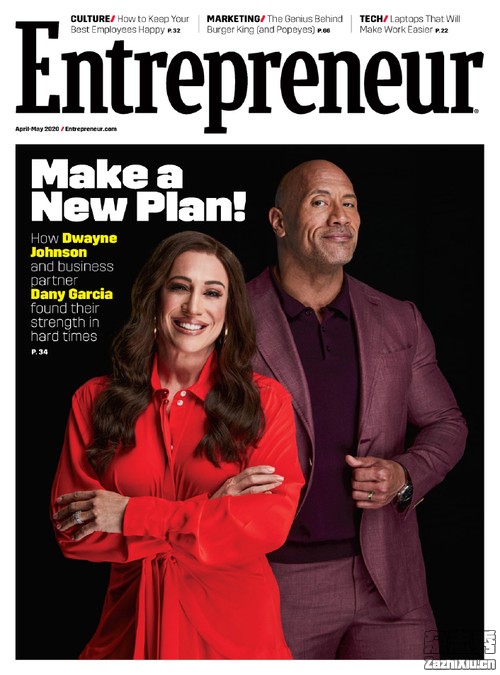 CULTURE/ How to Keep Your
Best Employees Happy P.32
MARKETING/ The Genius Behind
Burger King (and Popeyes) P.66
TECH/ Laptops That Will
Make Work Easier P.22
Entrepreneur®
April-May 2020 / Entrepreneur.com
Make a
New Plan!
How Dwayne
Johnson
and business
partner
Dany Garcia
found their
strength in
hard times
P. 34
ZazhiXiu.cn